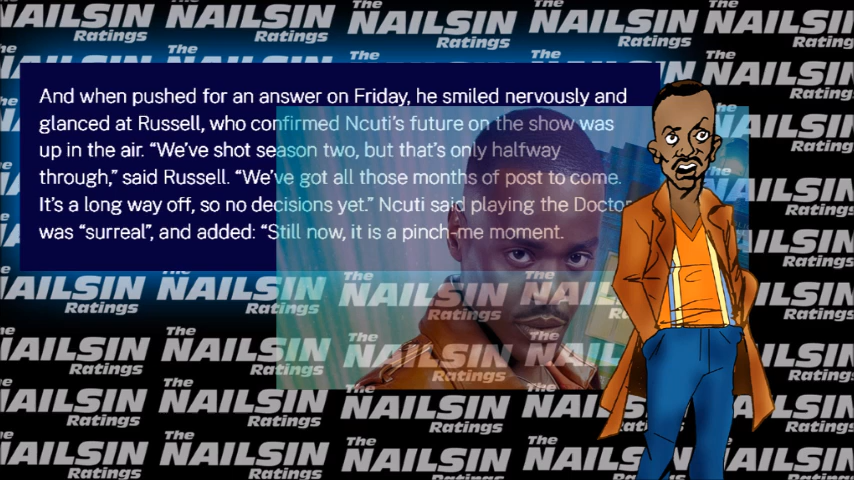 The NAILSIN Ratings
And when pushed for an answer on Friday, he smiled nervously and
glanced at Russell, who confirmed Ncuti's future on the show was
up in the air. “We've shot season two, but that's only halfway
through,” said Russell. “We've got all those months of post to come.
It's a long way off, so no decisions yet.” Ncuti said playing the Doctor
was “surreal”, and added: “Still now, it is a pinch-me moment.